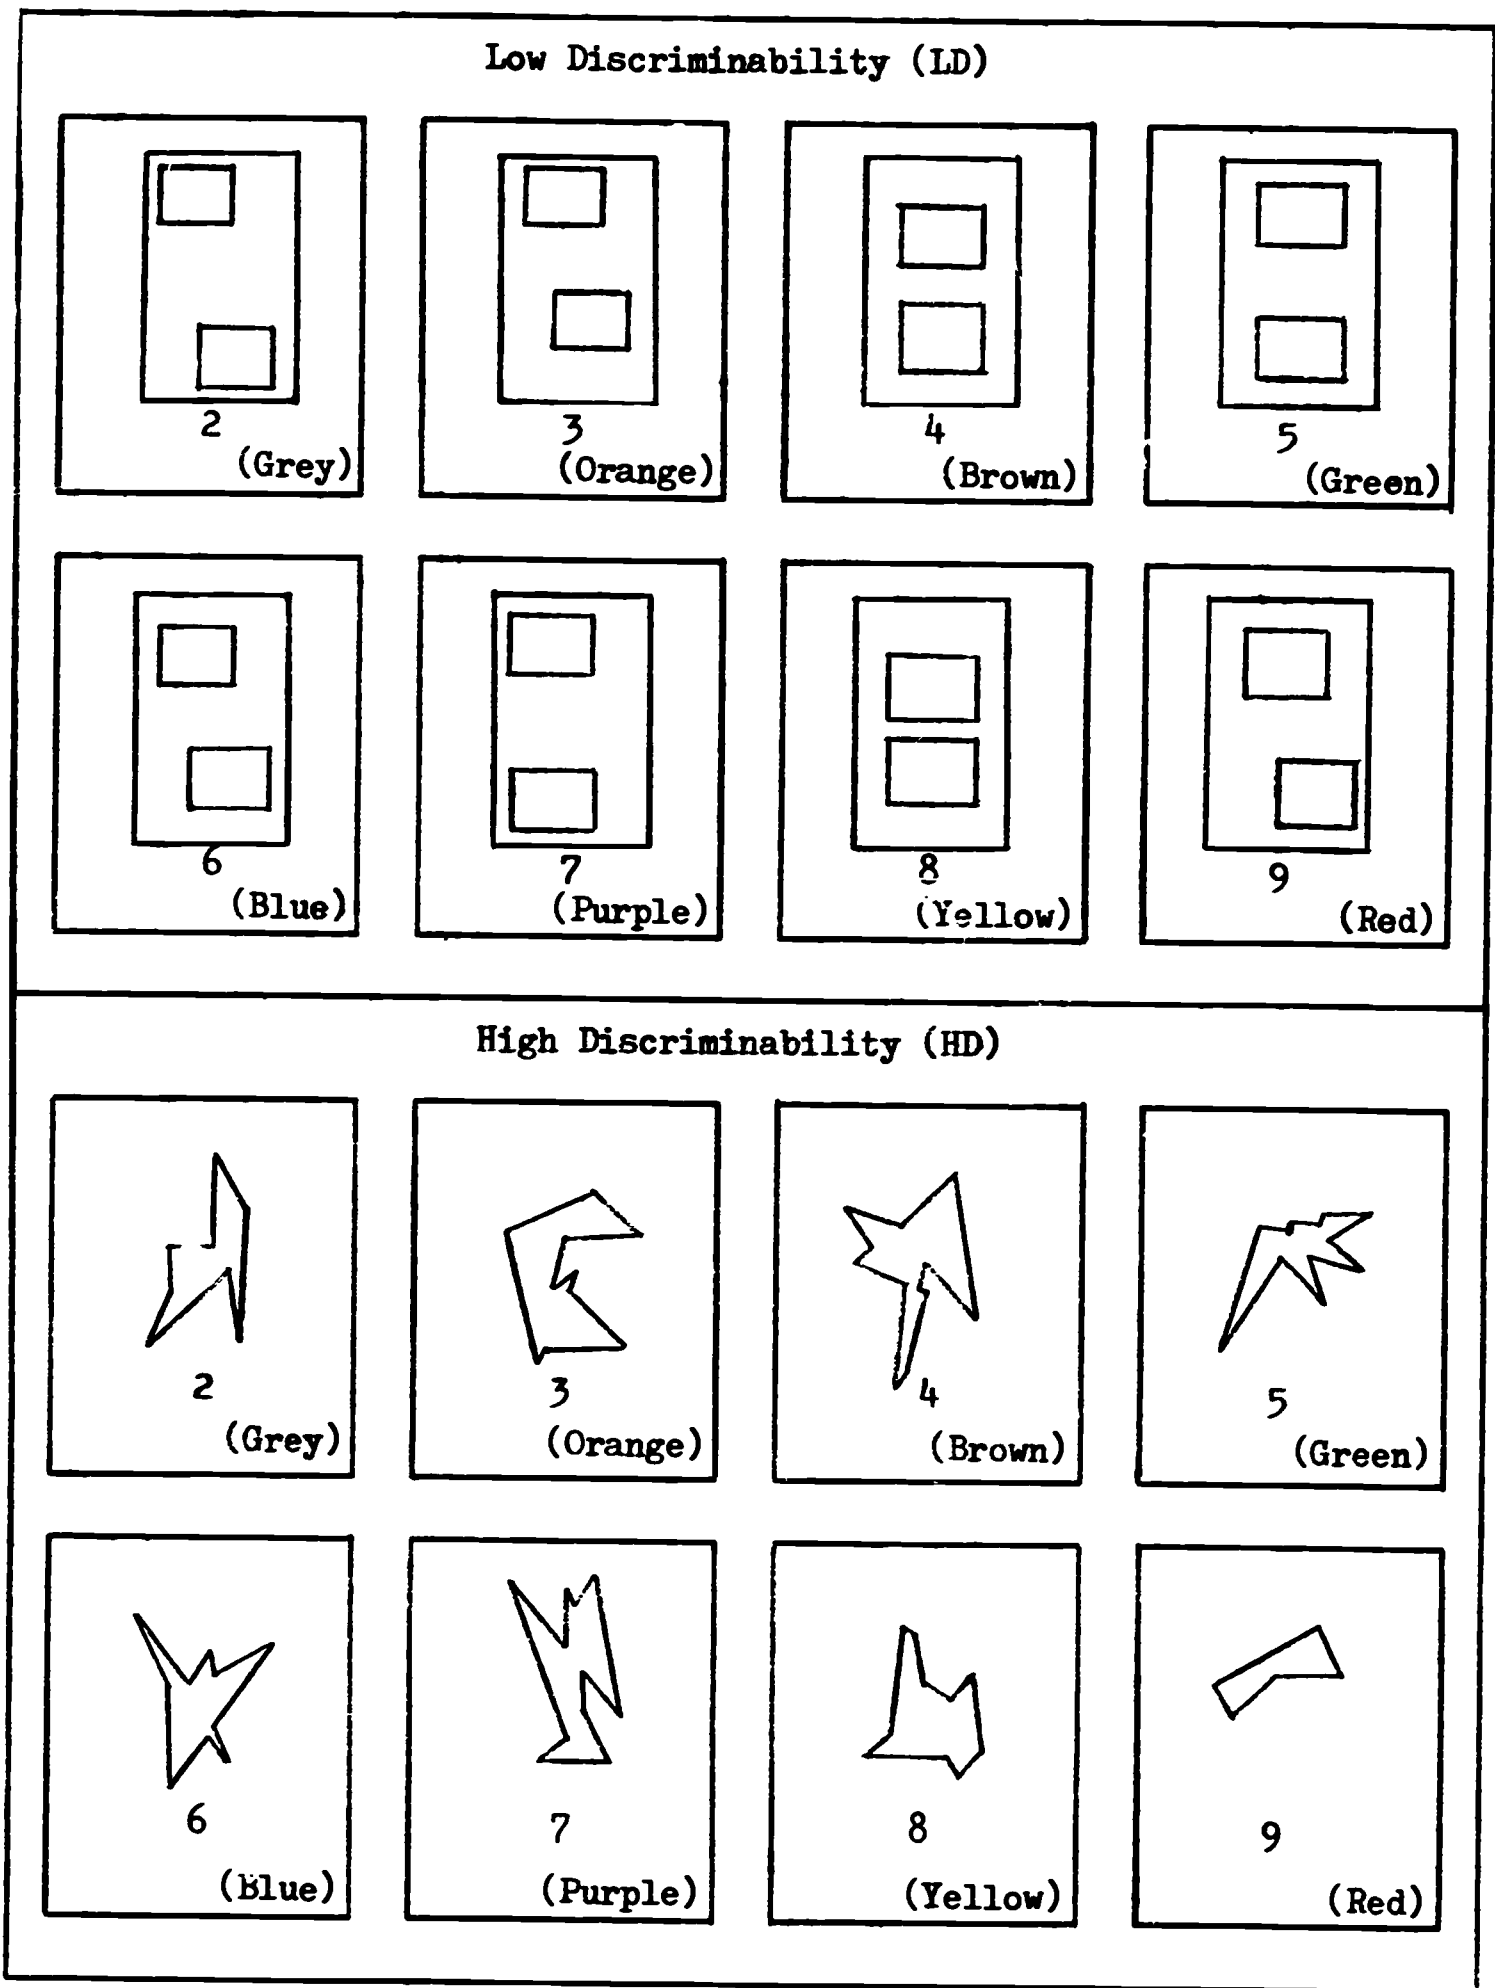 Low Discriminability (LD)
2 3 4 5
(Grey) (Orange) (Brown) (Green)
6 7 8 9
(Blue) (Purple) (Yellow) (Red)
High Discriminability (HD)
2 3 4 5
(Grey) (Orange) (Brown) (Green)
6 7 8 9
(Blue) (Purple) (Yellow) (Red)